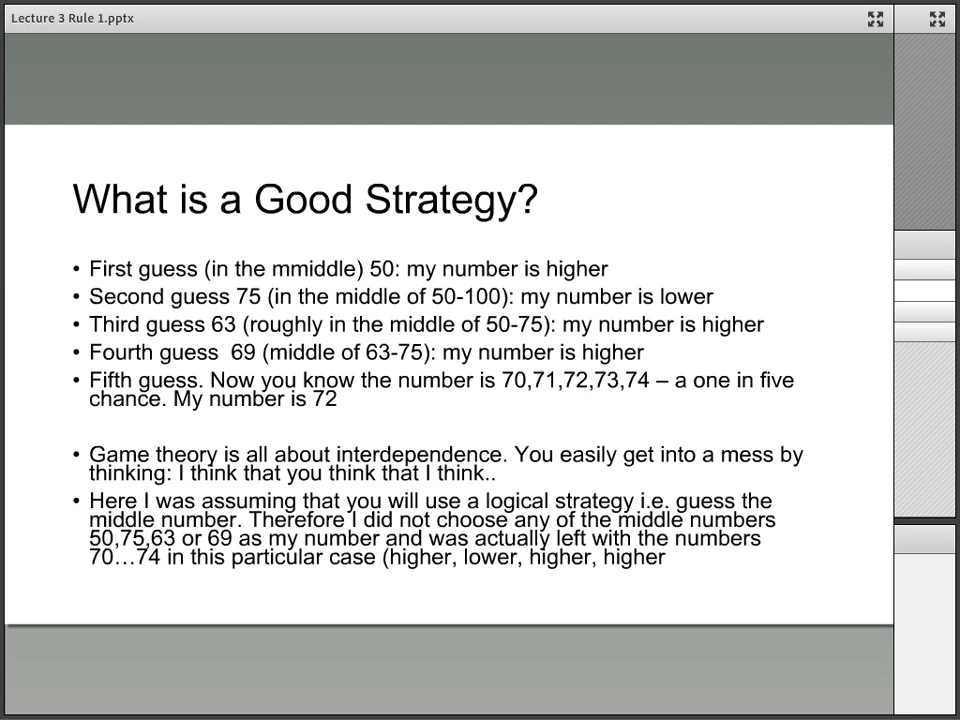 Lecture 3 Rule 1.pptx
What is a Good Strategy?
• First guess (in the mmiddle) 50: my number is higher
• Second guess 75 (in the middle of 50-100): my number is lower
• Third guess 63 (roughly in the middle of 50-75): my number is higher
• Fourth guess  69 (middle of 63-75): my number is higher
• Fifth guess. Now you know the number is 70,71,72,73,74 – a one in five
chance. My number is 72
• Game theory is all about interdependence. You easily get into a mess by
thinking: I think that you think that I think..
• Here I was assuming that you will use a logical strategy i.e. guess the
middle number. Therefore I did not choose any of the middle numbers
50,75,63 or 69 as my number and was actually left with the numbers
70…74 in this particular case (higher, lower, higher, higher